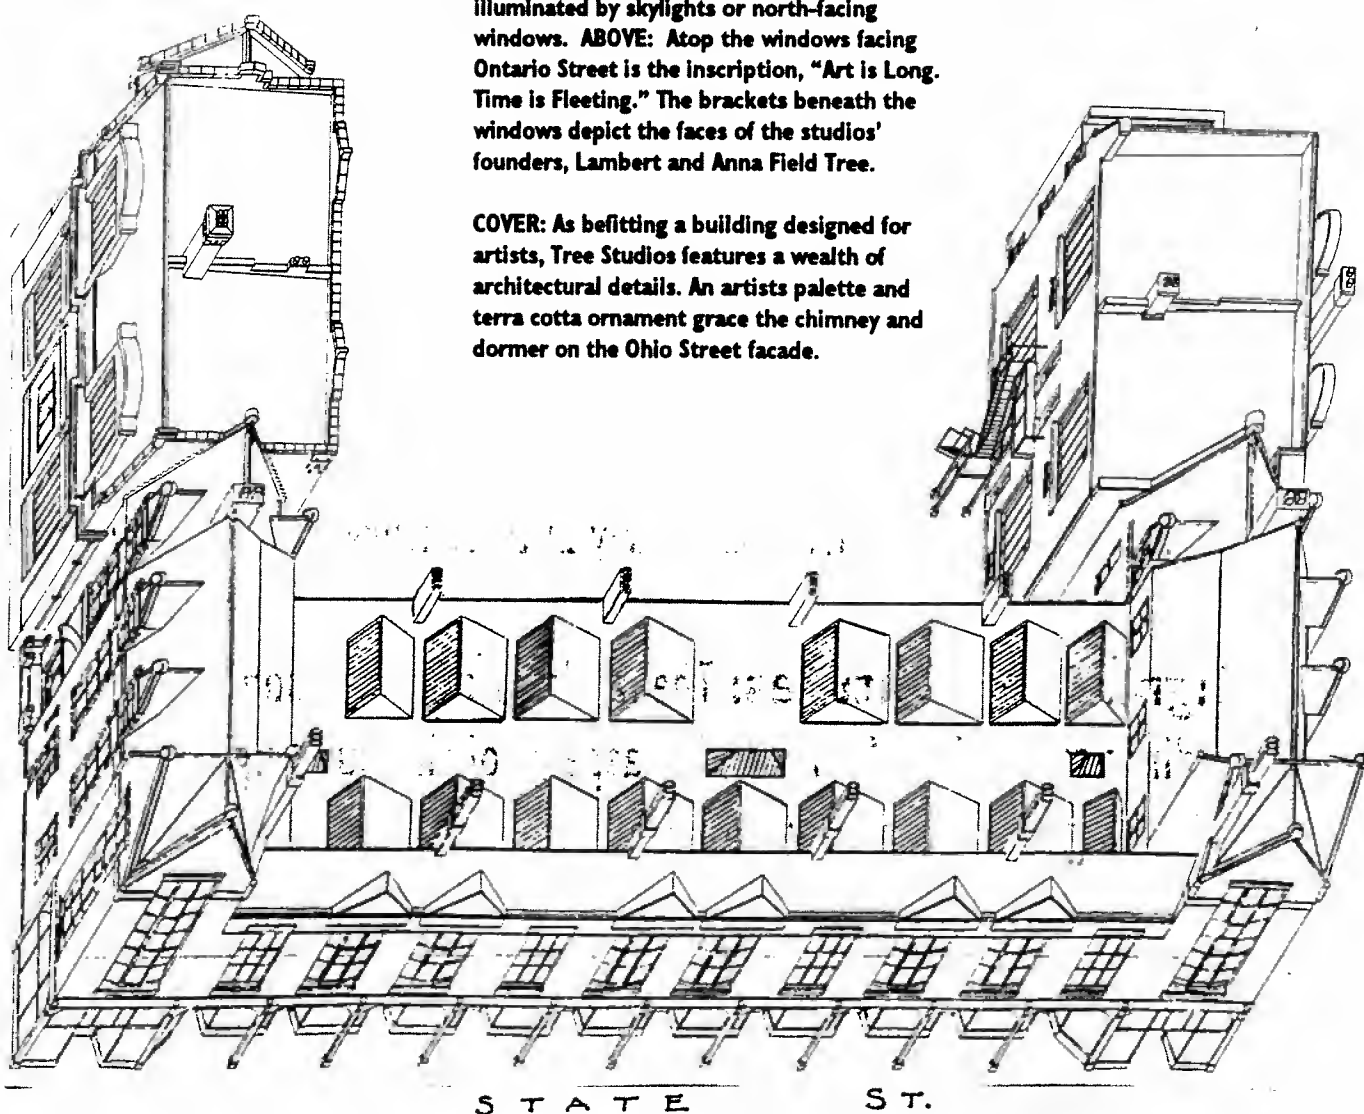 illuminated by skylights or north-facing
windows. ABOVE: Atop the windows facing
Ontario Street is the inscription, "Art is Long.
Time is Fleeting." The brackets beneath the
windows depict the faces of the studios'
founders, Lambert and Anna Field Tree.
COVER: As befitting a building designed for
artists, Tree Studios features a wealth of
architectural details. An artists palette and
terra cotta ornament grace the chimney and
dormer on the Ohio Street facade.
STATE ST.